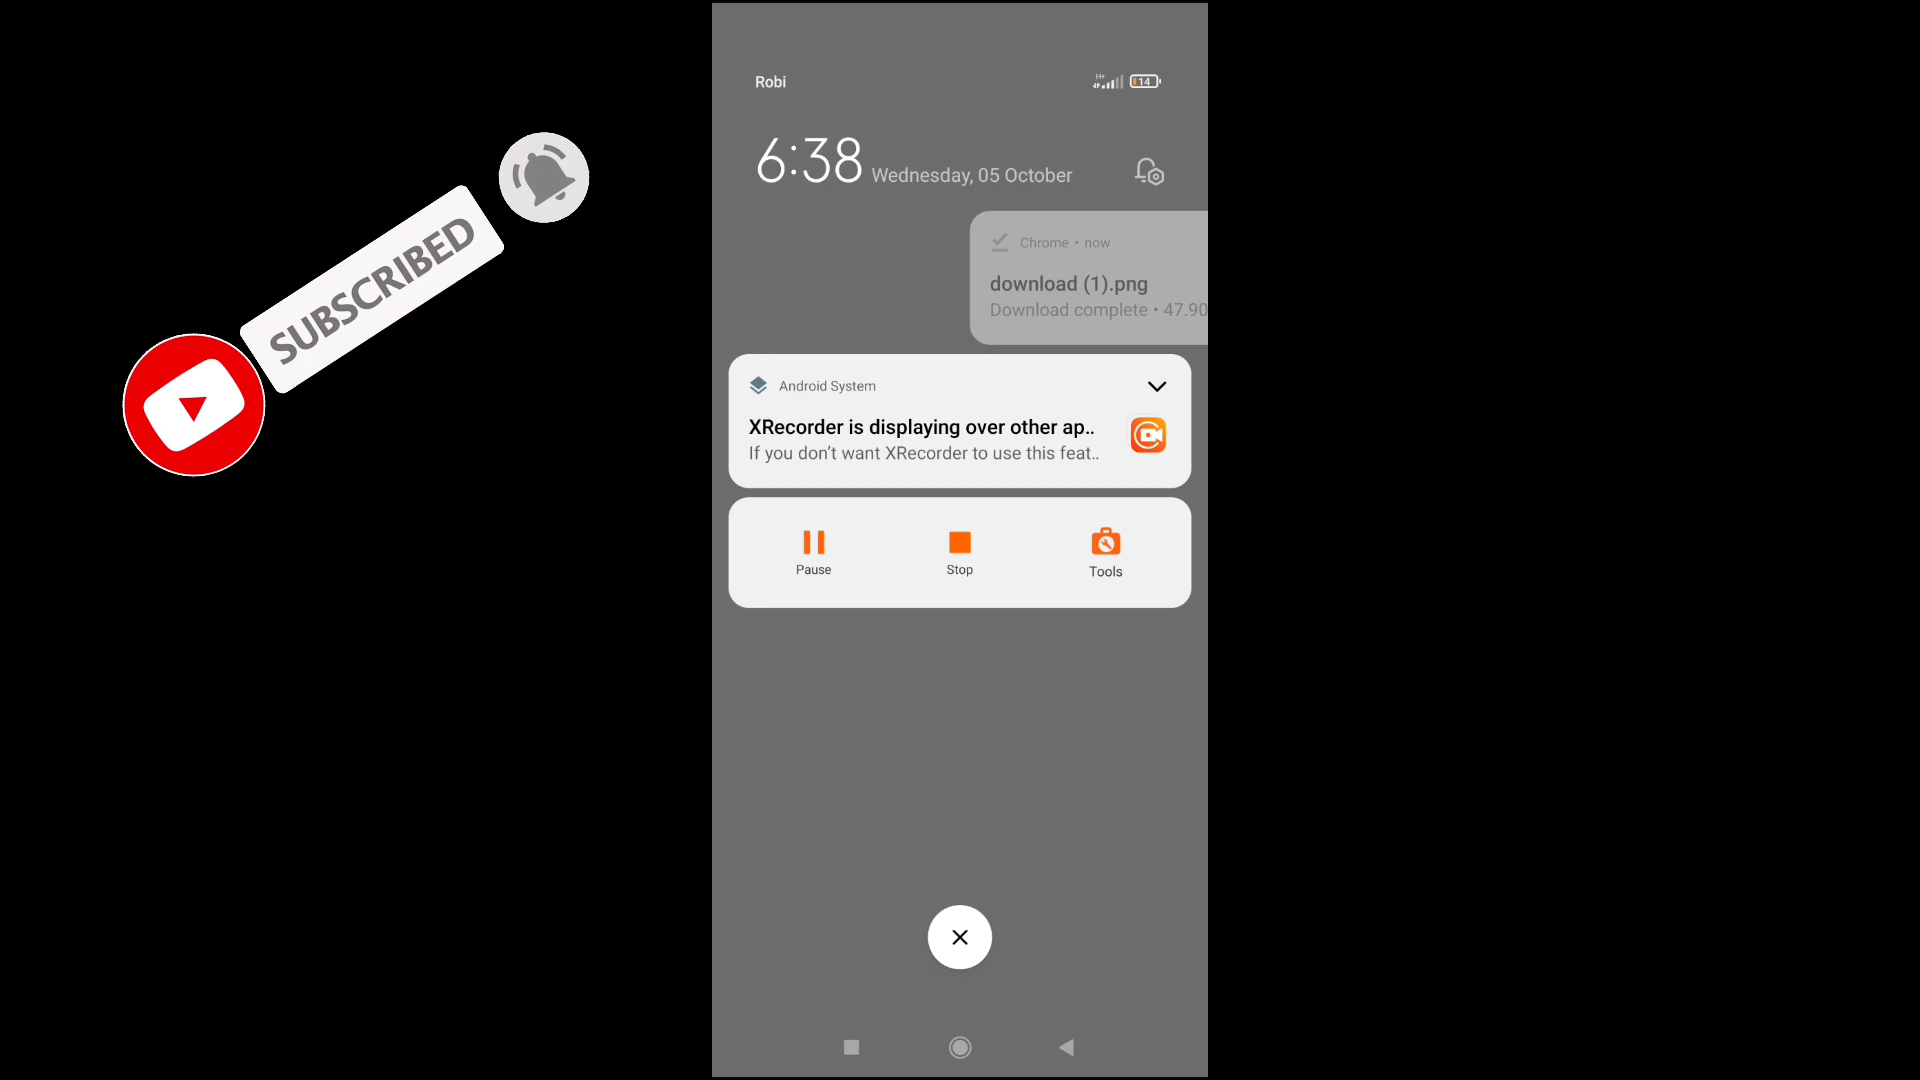 SUBSCRIBED
Robi
H+ 14
6:38 Wednesday, 05 October
Chrome • now
download (1).png
Download complete • 47.90
Android System
XRecorder is displaying over other ap..
If you don't want XRecorder to use this feat..
Pause Stop Tools